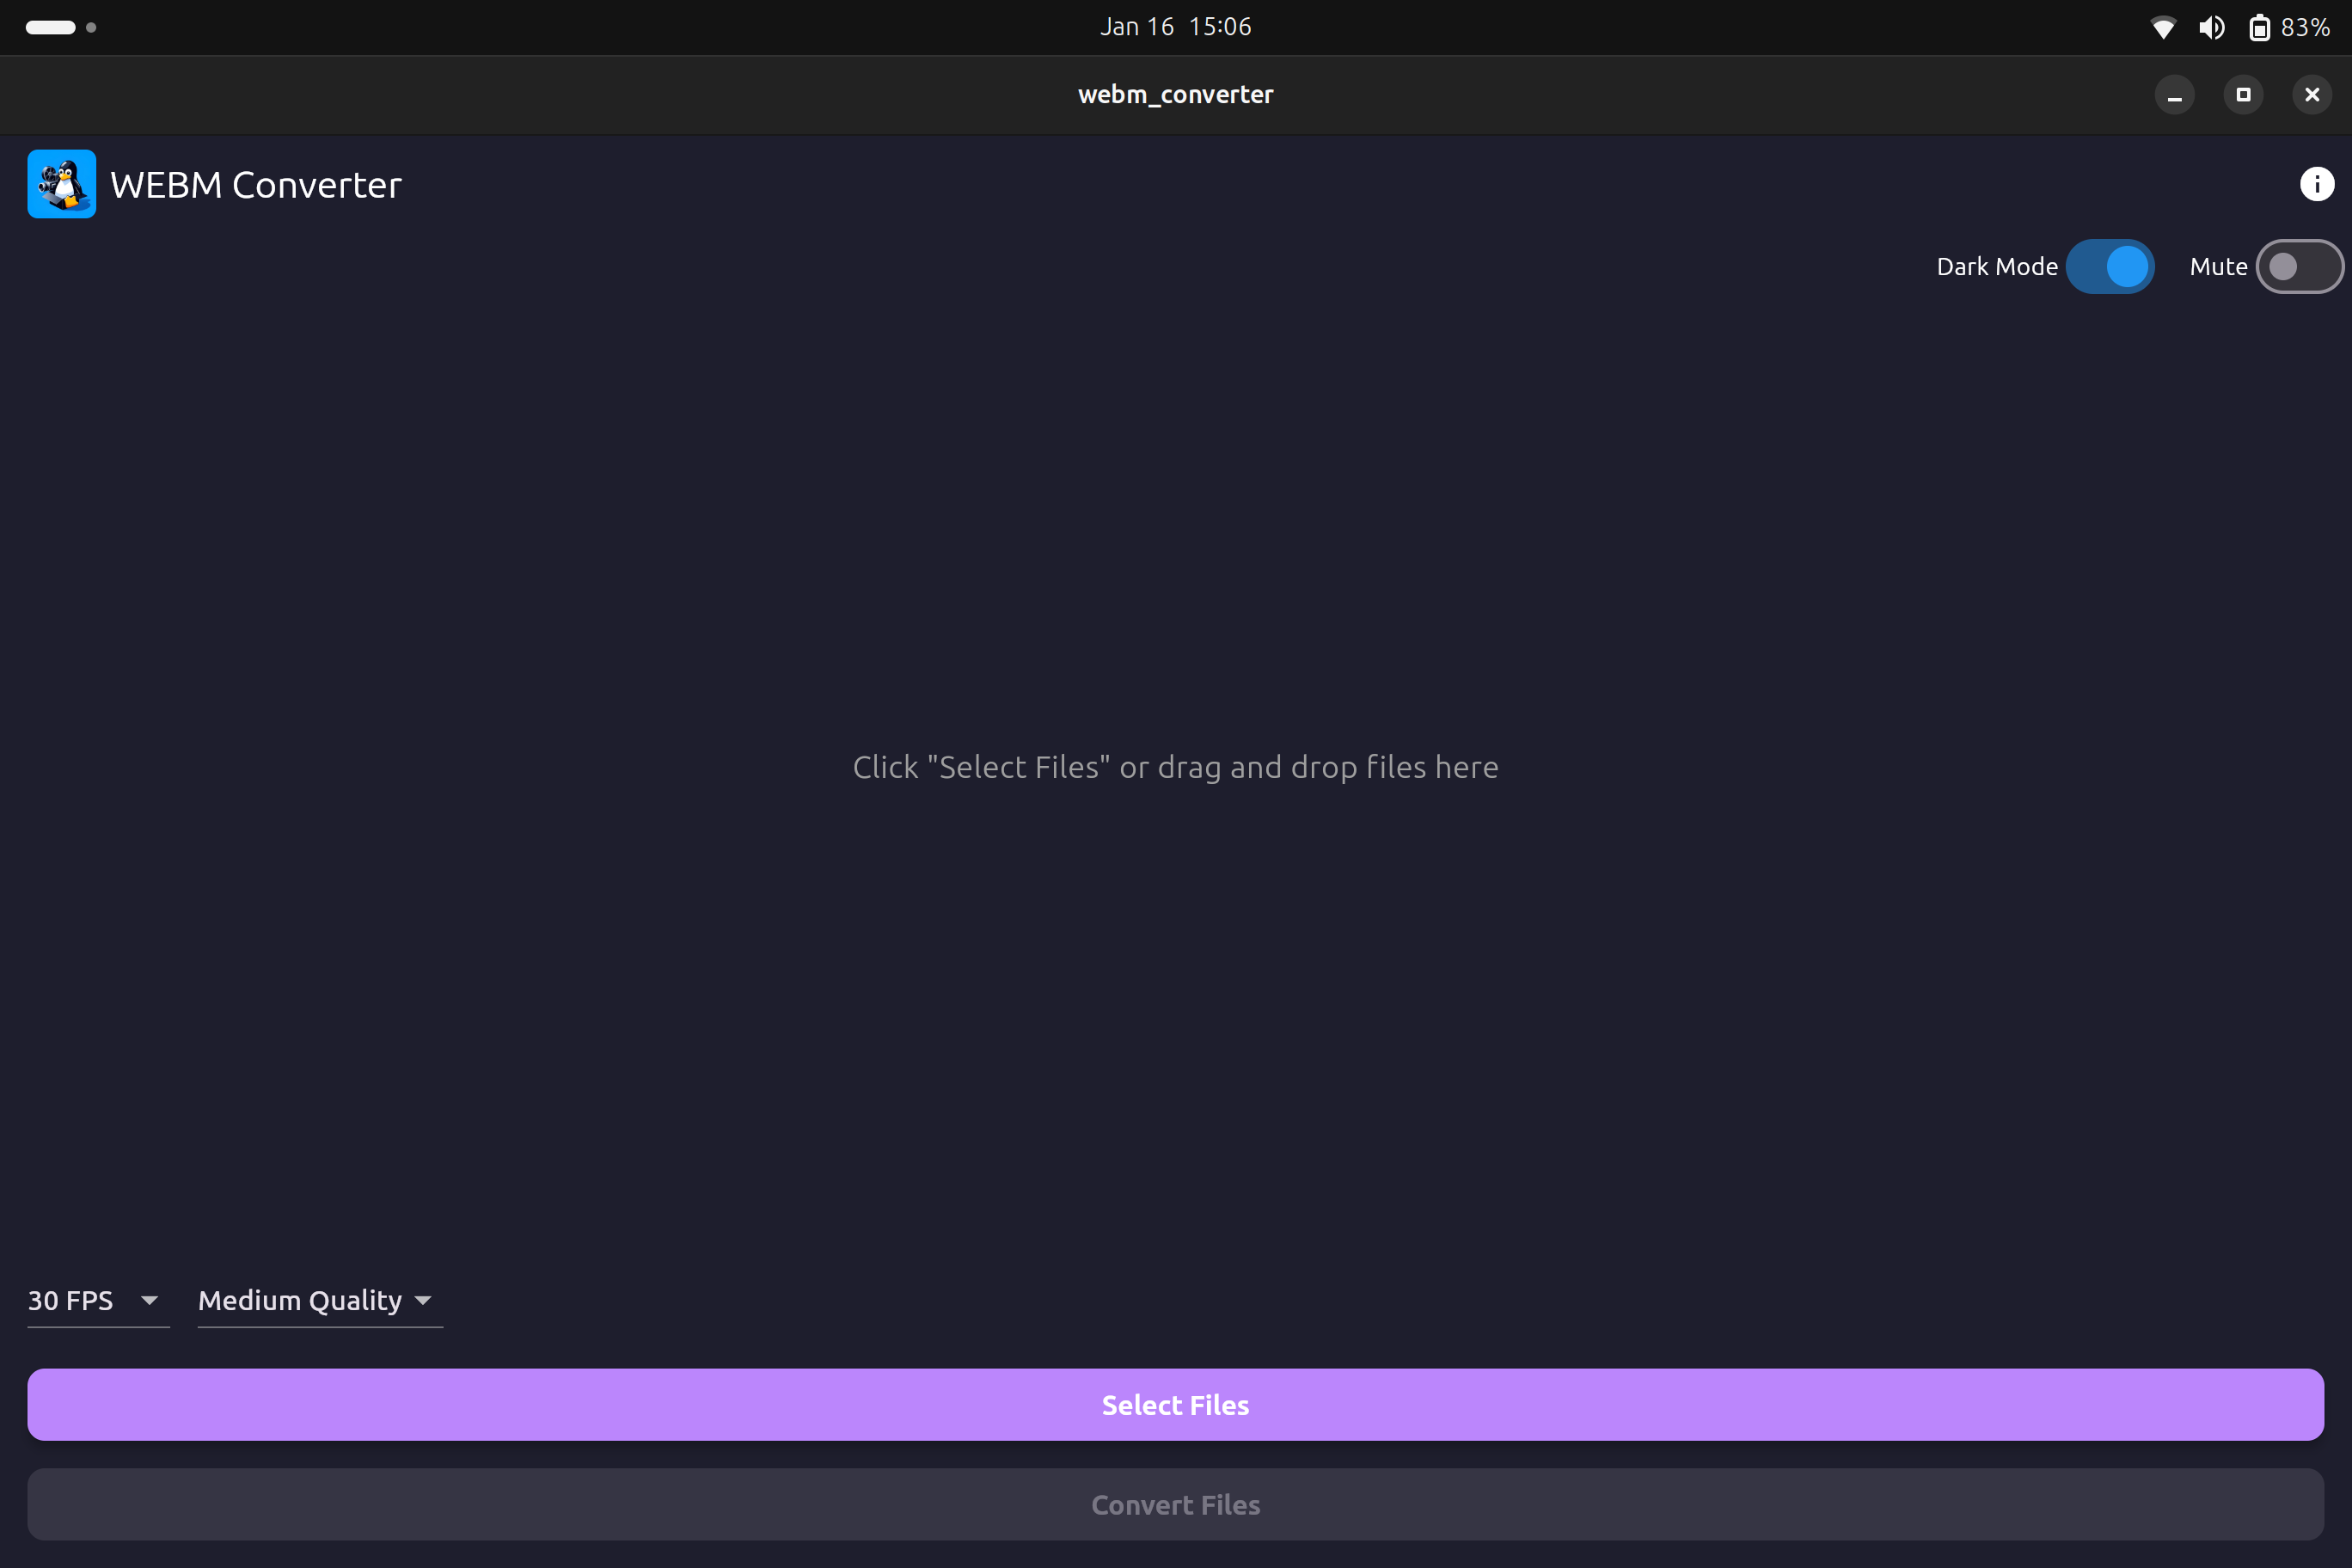 Jan 16 15:06
83%
webm_converter
WEBM Converter
Dark Mode
Mute
Click "Select Files" or drag and drop files here
30 FPS
Medium Quality
Select Files
Convert Files